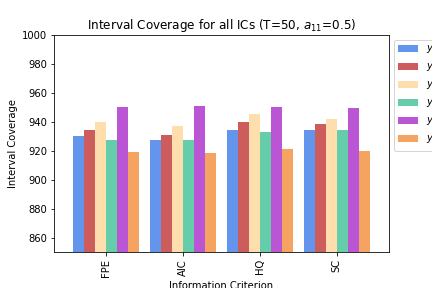 Interval Coverage for all ICs (T=50, a₁₁=0.5)
1000
980
960
940
920
900
880
860
Interval Coverage
FPE
AIC
HQ
SC
Information Criterion
y
y
y
y
y
y